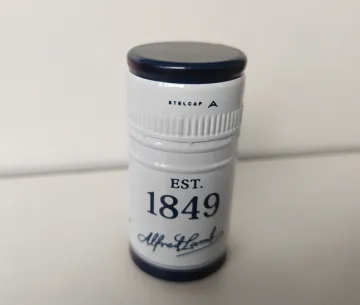 STELCAP
EST.
1849
Alfred Lamb